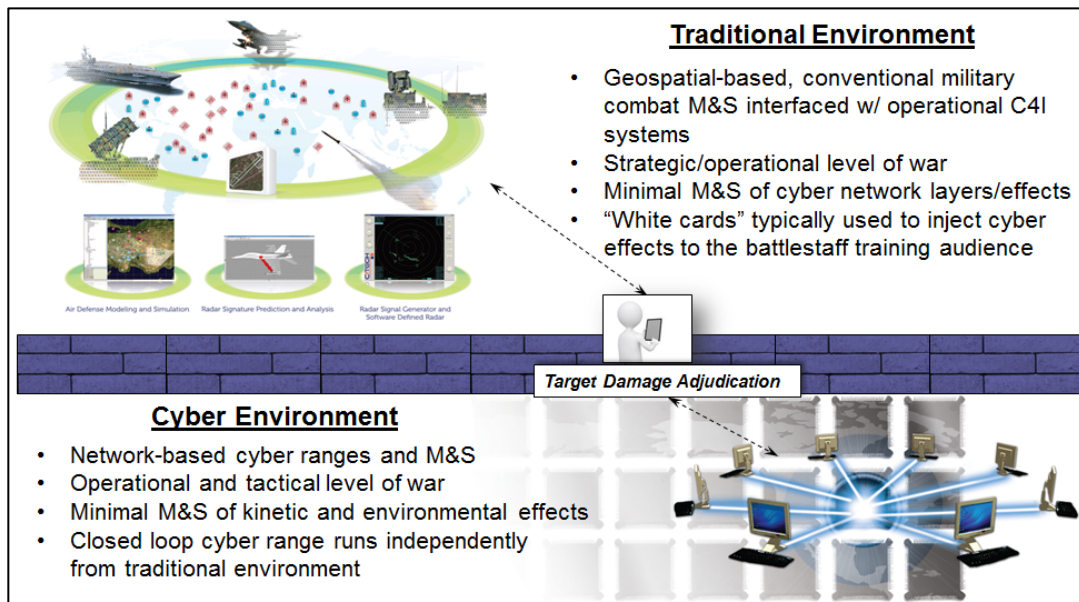 Traditional Environment
• Geospatial-based, conventional military
combat M&S interfaced w/ operational C4I
systems
• Strategic/operational level of war
• Minimal M&S of cyber network layers/effects
• “White cards” typically used to inject cyber
effects to the battlestaff training audience
Air Defense Modeling and Simulation
Radar Signature Prediction and Analysis
Radar Signal Generator and
Software Defined Radar
Target Damage Adjudication
Cyber Environment
• Network-based cyber ranges and M&S
• Operational and tactical level of war
• Minimal M&S of kinetic and environmental effects
• Closed loop cyber range runs independently
from traditional environment